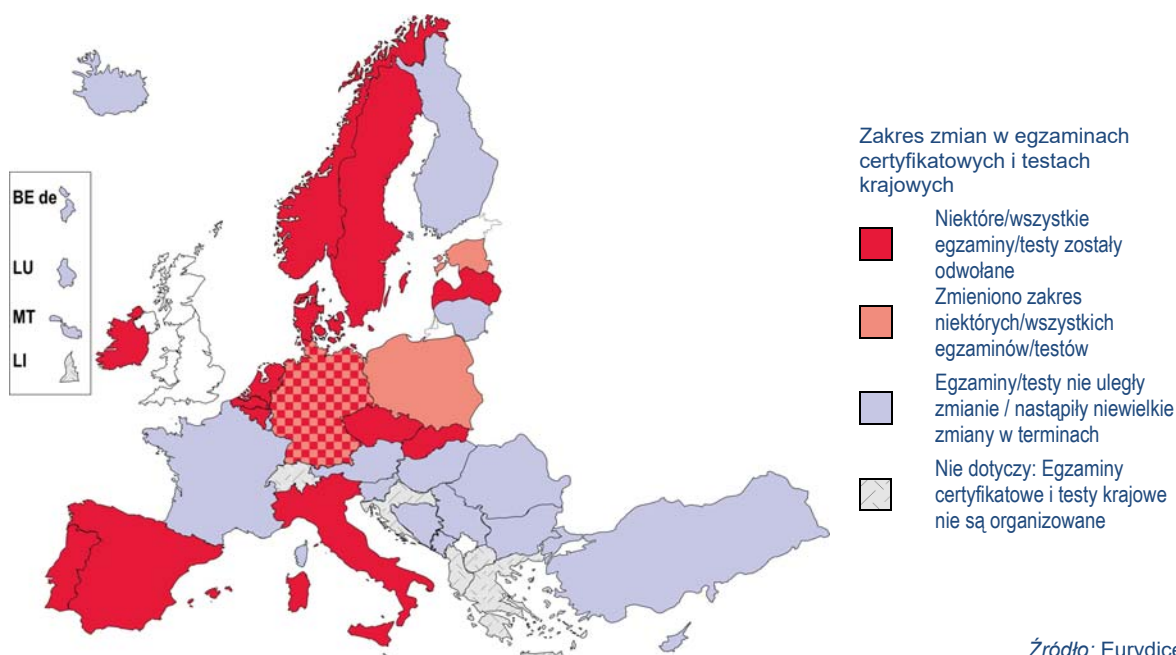 BE de
LU
MT
LI
Zakres zmian w egzaminach
certyfikatowych i testach
krajowych
Niektóre/wszystkie
egzaminy/testy zostały
odwołane
Zmieniono zakres
niektórych/wszystkich
egzaminów/testów
Egzaminy/testy nie uległy
zmianie / nastąpiły niewielkie
zmiany w terminach
Nie dotyczy: Egzaminy
certyfikatowe i testy krajowe
nie są organizowane
Źródło: Eurydice